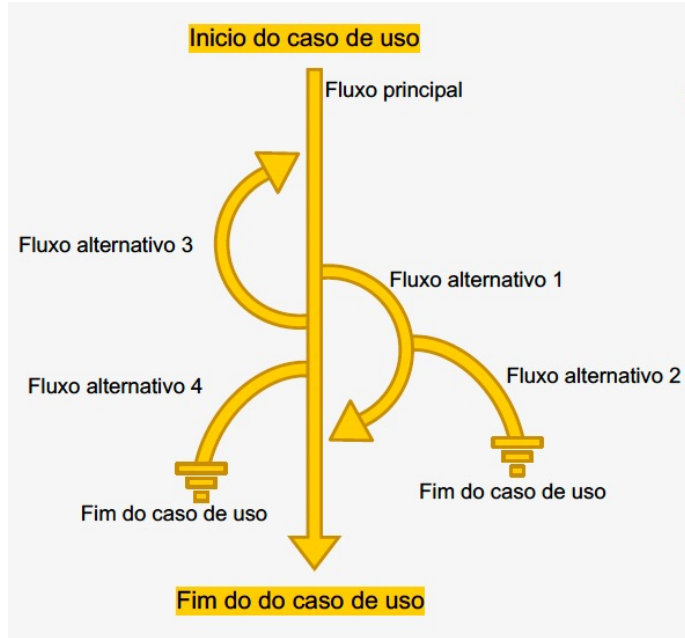 Inicio do caso de uso
Fluxo principal
Fluxo alternativo 3
Fluxo alternativo 1
Fluxo alternativo 4
Fluxo alternativo 2
Fim do caso de uso
Fim do caso de uso
Fim do do caso de uso